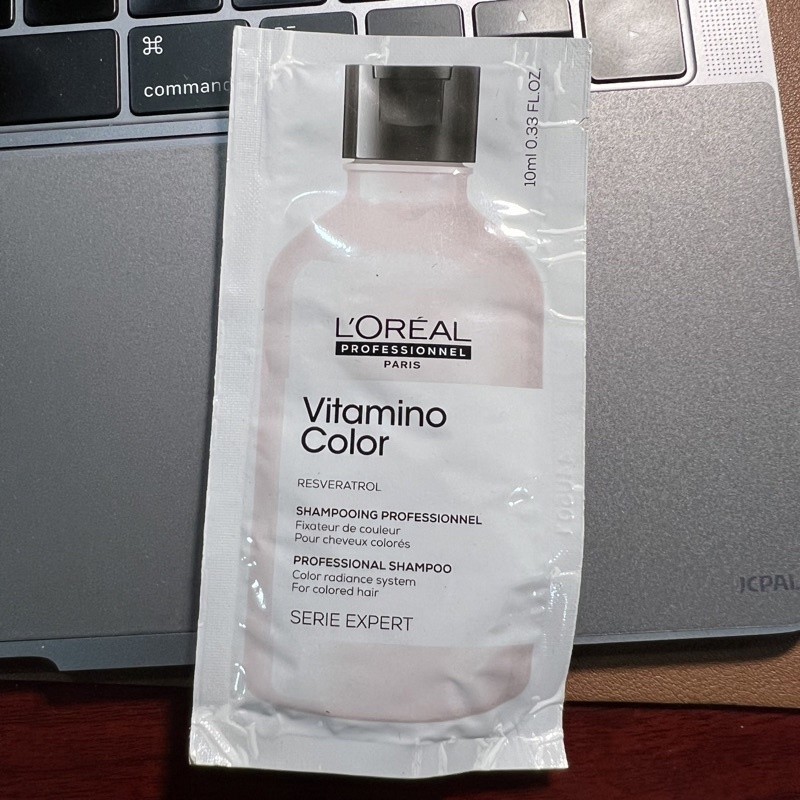 ⌘
command
10ml 0.33 FL.OZ.
L'ORÉAL
PROFESSIONNEL
PARIS
Vitamino
Color
RESVERATROL
SHAMPOOING PROFESSIONNEL
Fixateur de couleur
Pour cheveux colorés
PROFESSIONAL SHAMPOO
Color radiance system
For colored hair
SERIE EXPERT
JCPAL